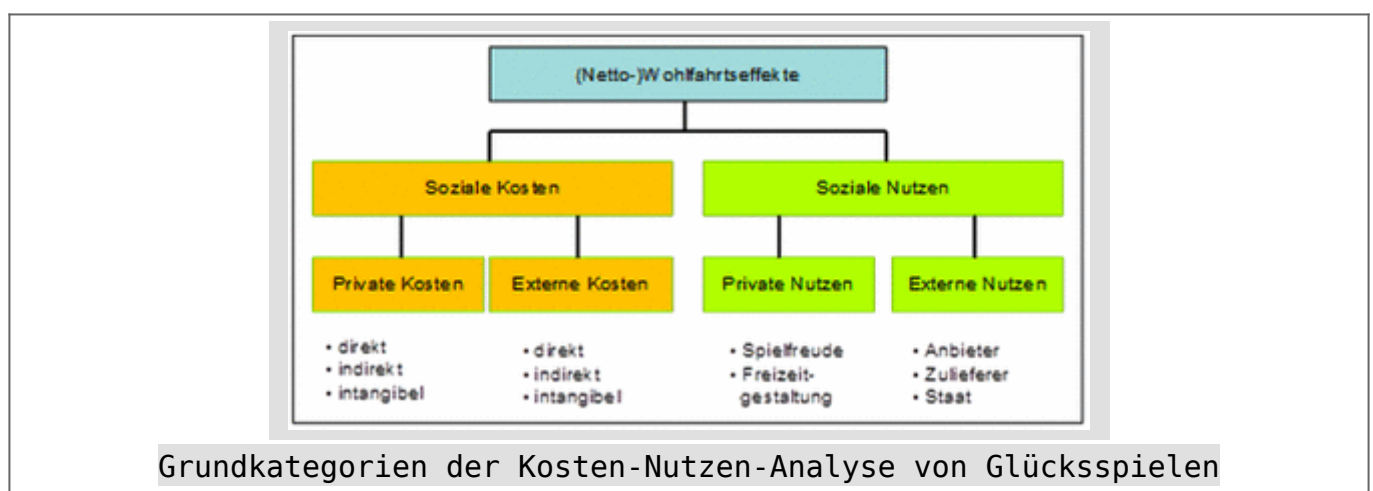 (Netto-)Wohlfahrtseffekte
Soziale Kosten
Soziale Nutzen
Private Kosten
Externe Kosten
Private Nutzen
Externe Nutzen
• direkt
• indirekt
• intangibel
• direkt
• indirekt
• intangibel
• Spielfreude
• Freizeit-
gestaltung
• Anbieter
• Zulieferer
• Staat
Grundkategorien der Kosten-Nutzen-Analyse von Glücksspielen